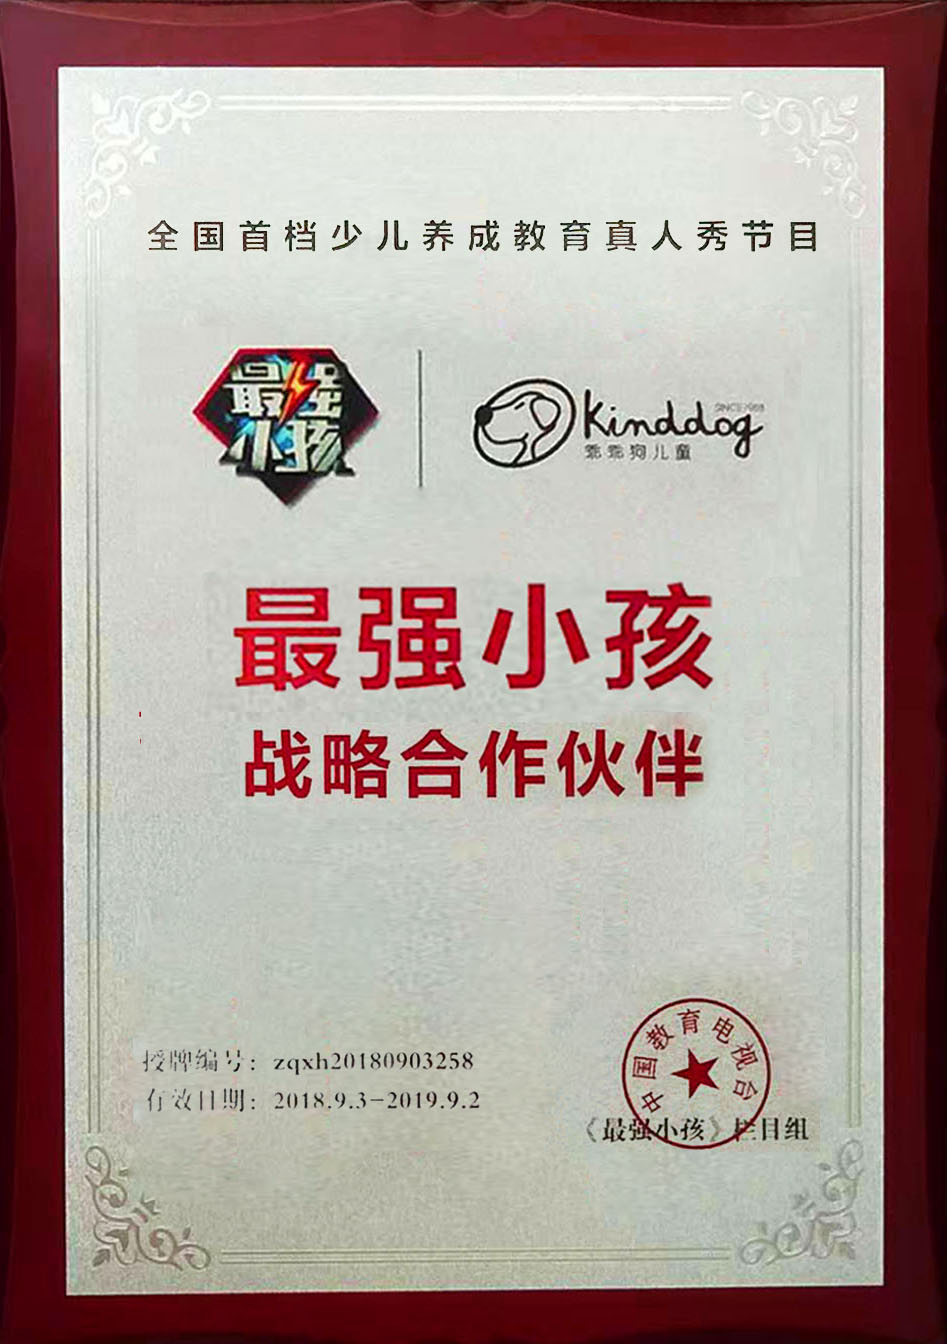 全国首档少儿养成教育真人秀节目
最强
小孩
Kinddog
乖乖狗儿童
最强小孩
战略合作伙伴
授牌编号：zqxh20180903258
有效日期：2018.9.3-2019.9.2
中国教育电视台
《最强小孩》栏目组